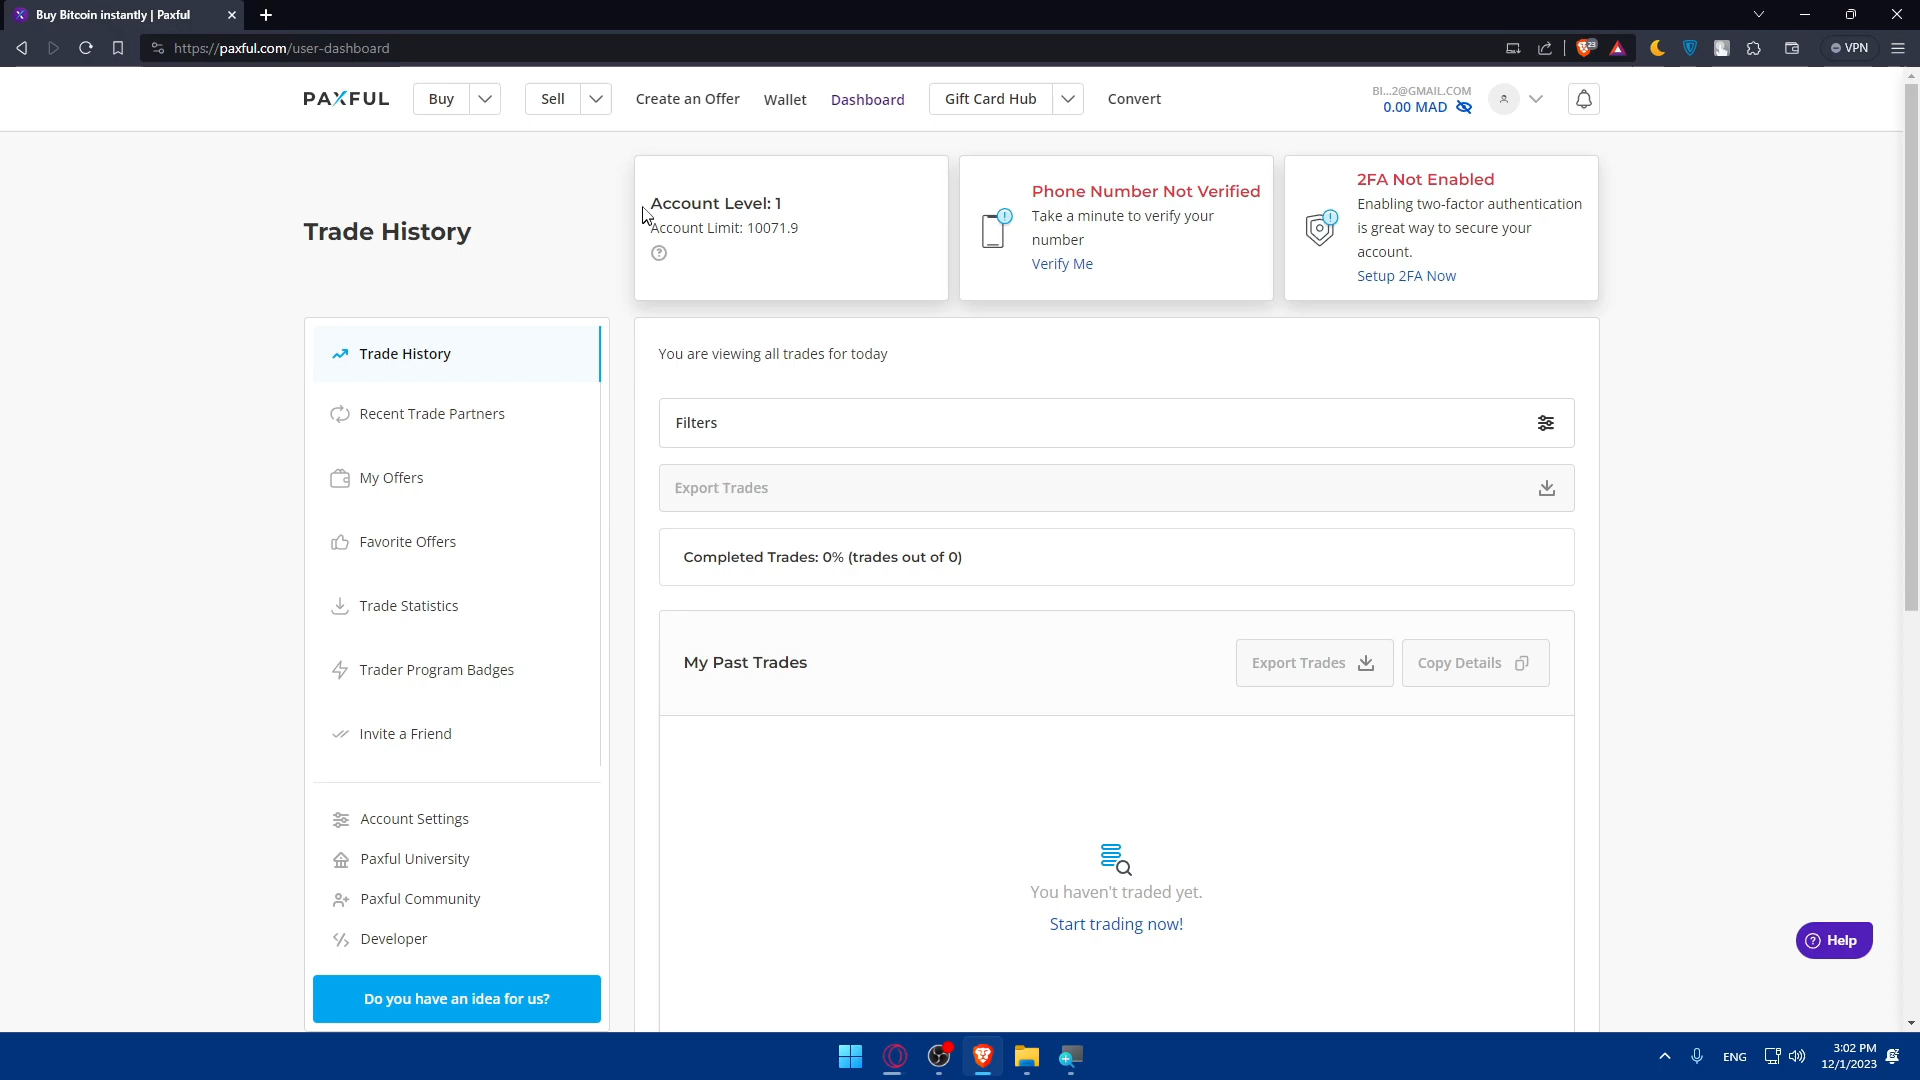 Buy Bitcoin instantly | Paxful
https://paxful.com/user-dashboard
23
VPN
PAXFUL
Buy
Sell
Create an Offer
Wallet
Dashboard
Gift Card Hub
Convert
BI...2@GMAIL.COM
0.00 MAD
Trade History
Account Level: 1
Account Limit: 10071.9
Phone Number Not Verified
Take a minute to verify your
number
Verify Me
2FA Not Enabled
Enabling two-factor authentication
is great way to secure your
account.
Setup 2FA Now
Trade History
Recent Trade Partners
My Offers
Favorite Offers
Trade Statistics
Trader Program Badges
Invite a Friend
Account Settings
Paxful University
Paxful Community
Developer
Do you have an idea for us?
You are viewing all trades for today
Filters
Export Trades
Completed Trades: 0% (trades out of 0)
My Past Trades
Export Trades
Copy Details
You haven't traded yet.
Start trading now!
Help
ENG
3:02 PM
12/1/2023